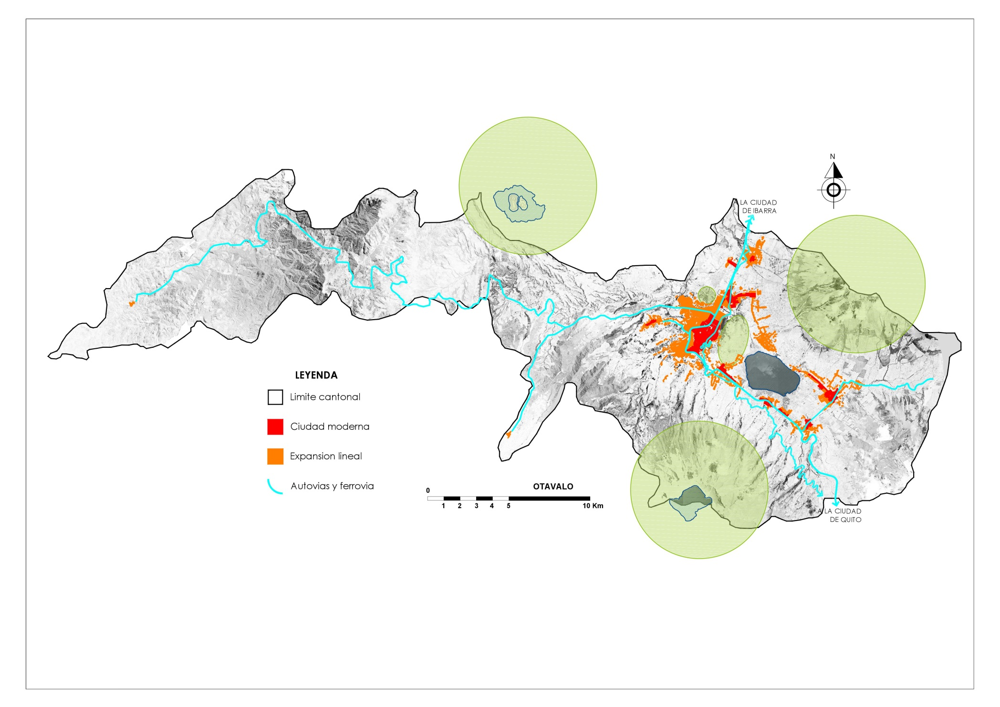 N
A LA CIUDAD
DE IBARRA
LEYENDA
Limite cantonal
Ciudad moderna
Expansion lineal
Autovias y ferrovia
OTAVALO
0
1 2 3 4 5 10 Km
A LA CIUDAD
DE QUITO